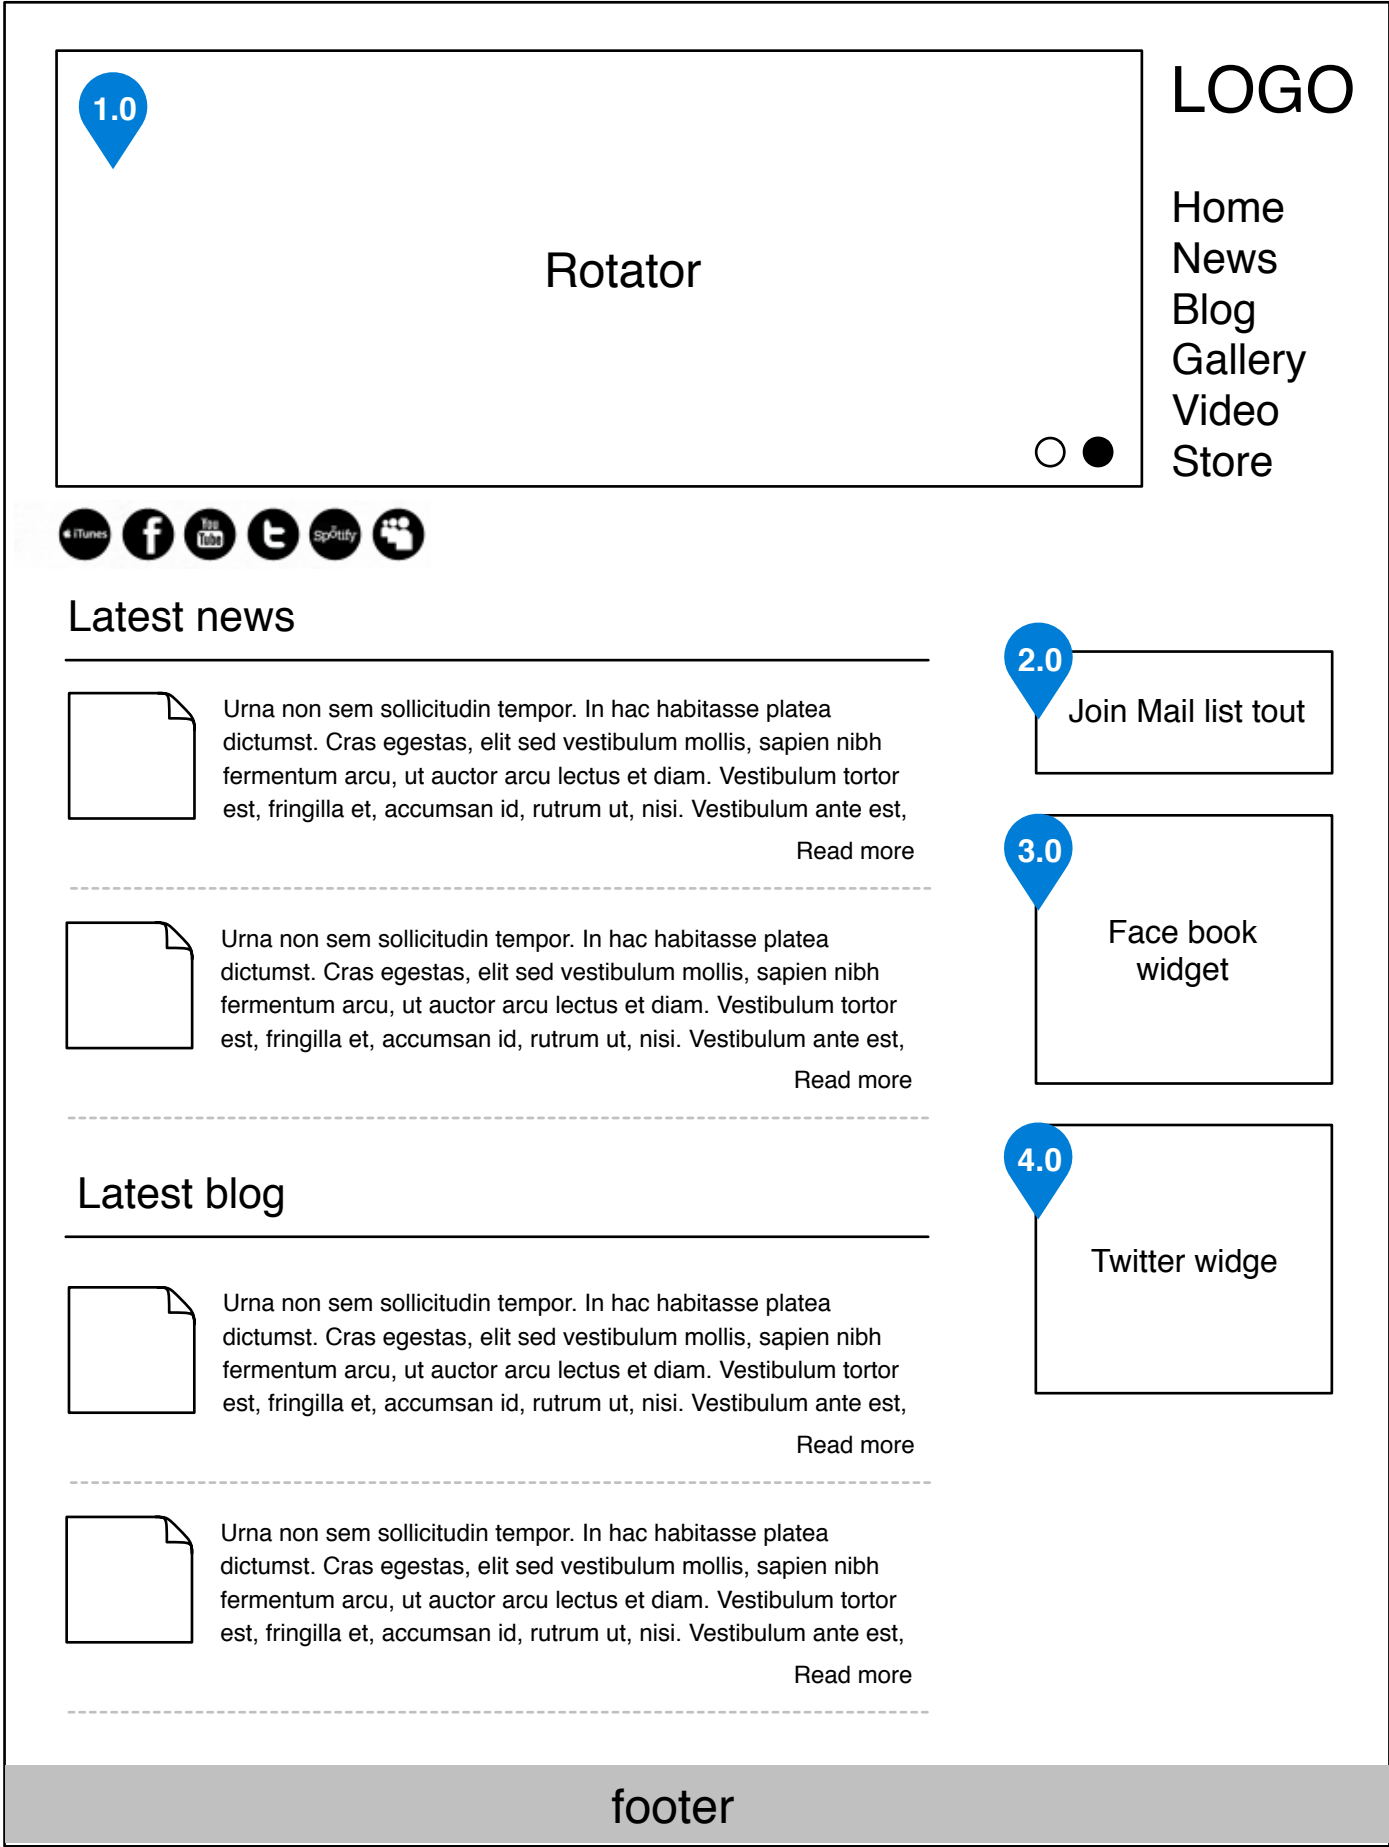 1.0
Rotator
LOGO
Home
News
Blog
Gallery
Video
Store
iTunes
f
You
Tube
t
Spotify
Latest news
Urna non sem sollicitudin tempor. In hac habitasse platea
dictumst. Cras egestas, elit sed vestibulum mollis, sapien nibh
fermentum arcu, ut auctor arcu lectus et diam. Vestibulum tortor
est, fringilla et, accumsan id, rutrum ut, nisi. Vestibulum ante est,
Read more
Urna non sem sollicitudin tempor. In hac habitasse platea
dictumst. Cras egestas, elit sed vestibulum mollis, sapien nibh
fermentum arcu, ut auctor arcu lectus et diam. Vestibulum tortor
est, fringilla et, accumsan id, rutrum ut, nisi. Vestibulum ante est,
Read more
2.0
Join Mail list tout
3.0
Face book
widget
4.0
Twitter widge
Latest blog
Urna non sem sollicitudin tempor. In hac habitasse platea
dictumst. Cras egestas, elit sed vestibulum mollis, sapien nibh
fermentum arcu, ut auctor arcu lectus et diam. Vestibulum tortor
est, fringilla et, accumsan id, rutrum ut, nisi. Vestibulum ante est,
Read more
Urna non sem sollicitudin tempor. In hac habitasse platea
dictumst. Cras egestas, elit sed vestibulum mollis, sapien nibh
fermentum arcu, ut auctor arcu lectus et diam. Vestibulum tortor
est, fringilla et, accumsan id, rutrum ut, nisi. Vestibulum ante est,
Read more
footer